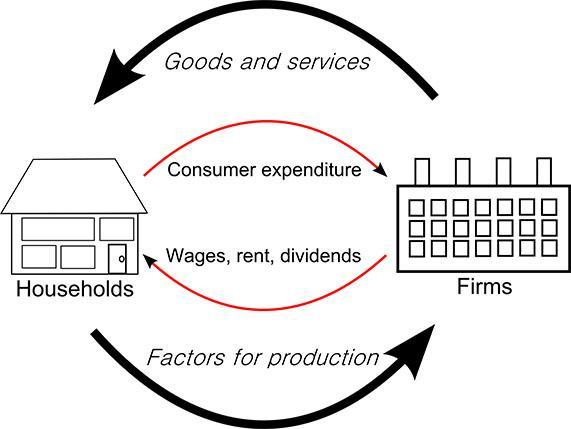 Goods and services
Consumer expenditure
Wages, rent, dividends
Households
Firms
Factors for production